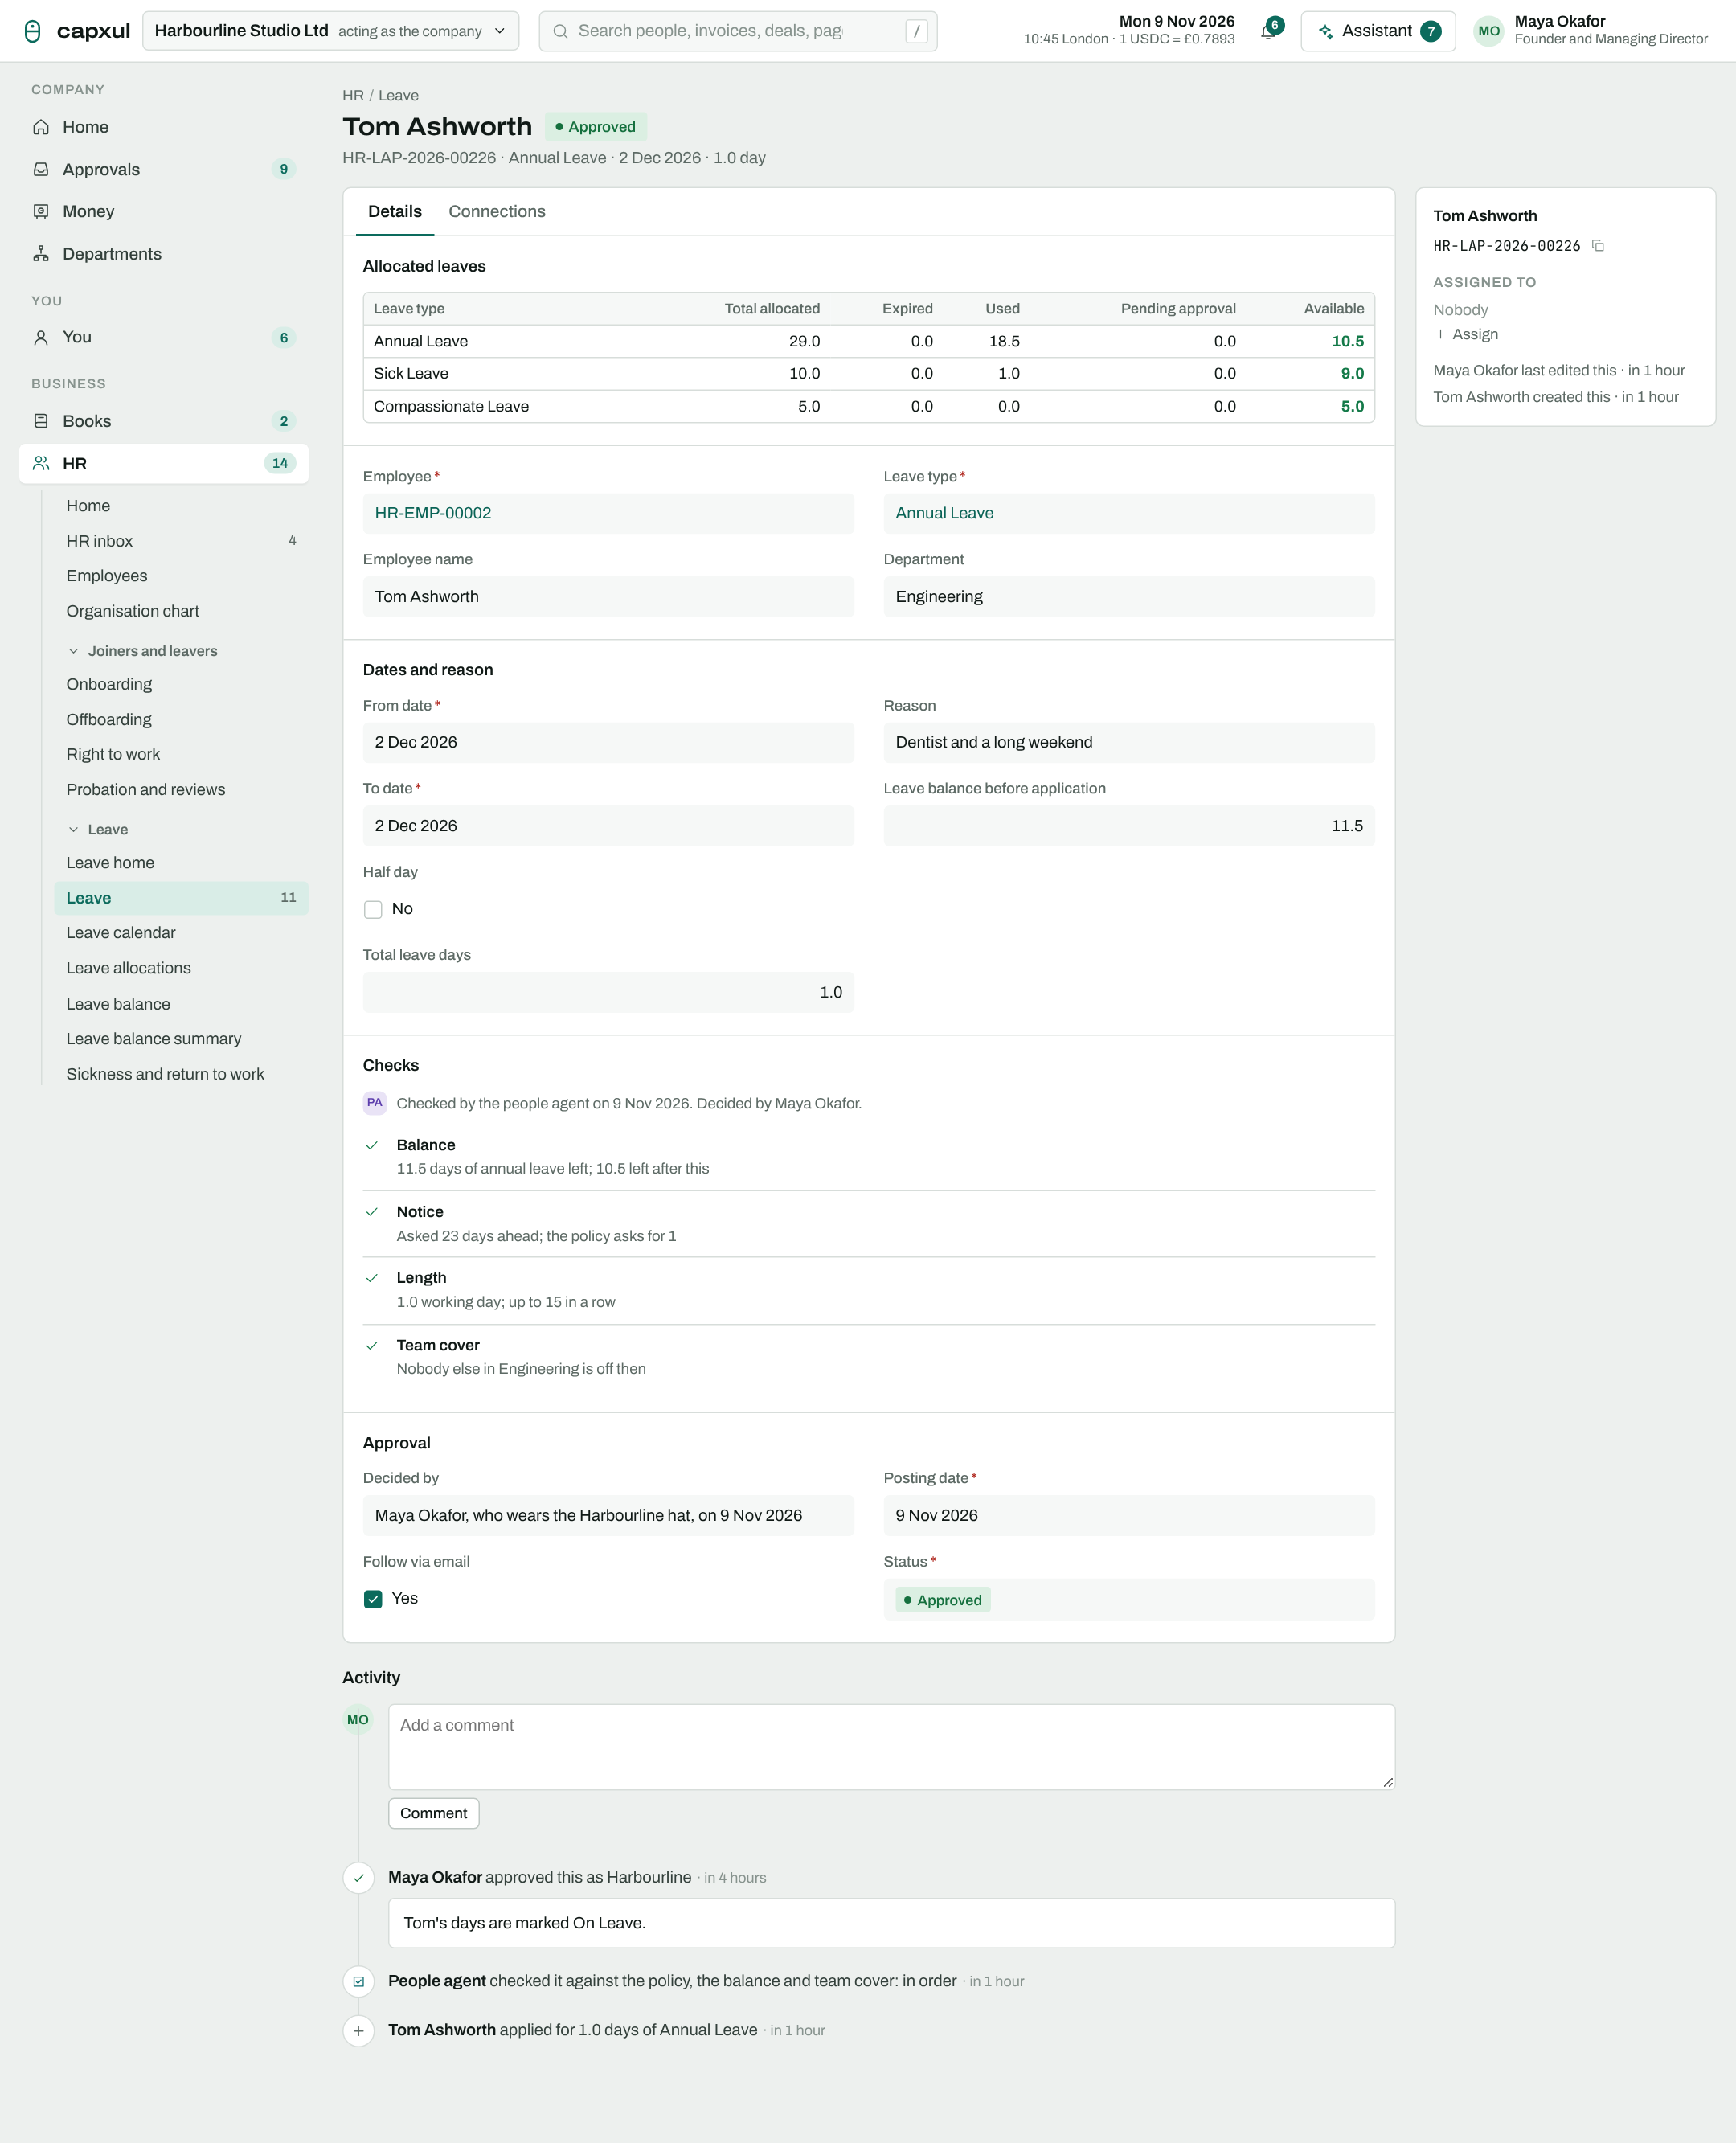 capxul
Harbourline Studio Ltd acting as the company
Search people, invoices, deals, pag
/
Mon 9 Nov 2026
10:45 London · 1 USDC = £0.7893
6
Assistant 7
MO
Maya Okafor
Founder and Managing Director
COMPANY
Home
Approvals 9
Money
Departments
YOU
You 6
BUSINESS
Books 2
HR 14
Home
HR inbox 4
Employees
Organisation chart
Joiners and leavers
Onboarding
Offboarding
Right to work
Probation and reviews
Leave
Leave home
Leave 11
Leave calendar
Leave allocations
Leave balance
Leave balance summary
Sickness and return to work
HR / Leave
Tom Ashworth Approved
HR-LAP-2026-00226 · Annual Leave · 2 Dec 2026 · 1.0 day
Details Connections
Allocated leaves
Leave type Total allocated Expired Used Pending approval Available
Annual Leave 29.0 0.0 18.5 0.0 10.5
Sick Leave 10.0 0.0 1.0 0.0 9.0
Compassionate Leave 5.0 0.0 0.0 0.0 5.0
Employee * Leave type *
HR-EMP-00002 Annual Leave
Employee name Department
Tom Ashworth Engineering
Dates and reason
From date * Reason
2 Dec 2026 Dentist and a long weekend
To date * Leave balance before application
2 Dec 2026 11.5
Half day
No
Total leave days
1.0
Checks
PA Checked by the people agent on 9 Nov 2026. Decided by Maya Okafor.
Balance
11.5 days of annual leave left; 10.5 left after this
Notice
Asked 23 days ahead; the policy asks for 1
Length
1.0 working day; up to 15 in a row
Team cover
Nobody else in Engineering is off then
Approval
Decided by Posting date *
Maya Okafor, who wears the Harbourline hat, on 9 Nov 2026 9 Nov 2026
Follow via email Status *
Yes Approved
Activity
MO Add a comment
Comment
Maya Okafor approved this as Harbourline · in 4 hours
Tom's days are marked On Leave.
People agent checked it against the policy, the balance and team cover: in order · in 1 hour
Tom Ashworth applied for 1.0 days of Annual Leave · in 1 hour
Tom Ashworth
HR-LAP-2026-00226
ASSIGNED TO
Nobody
+ Assign
Maya Okafor last edited this · in 1 hour
Tom Ashworth created this · in 1 hour